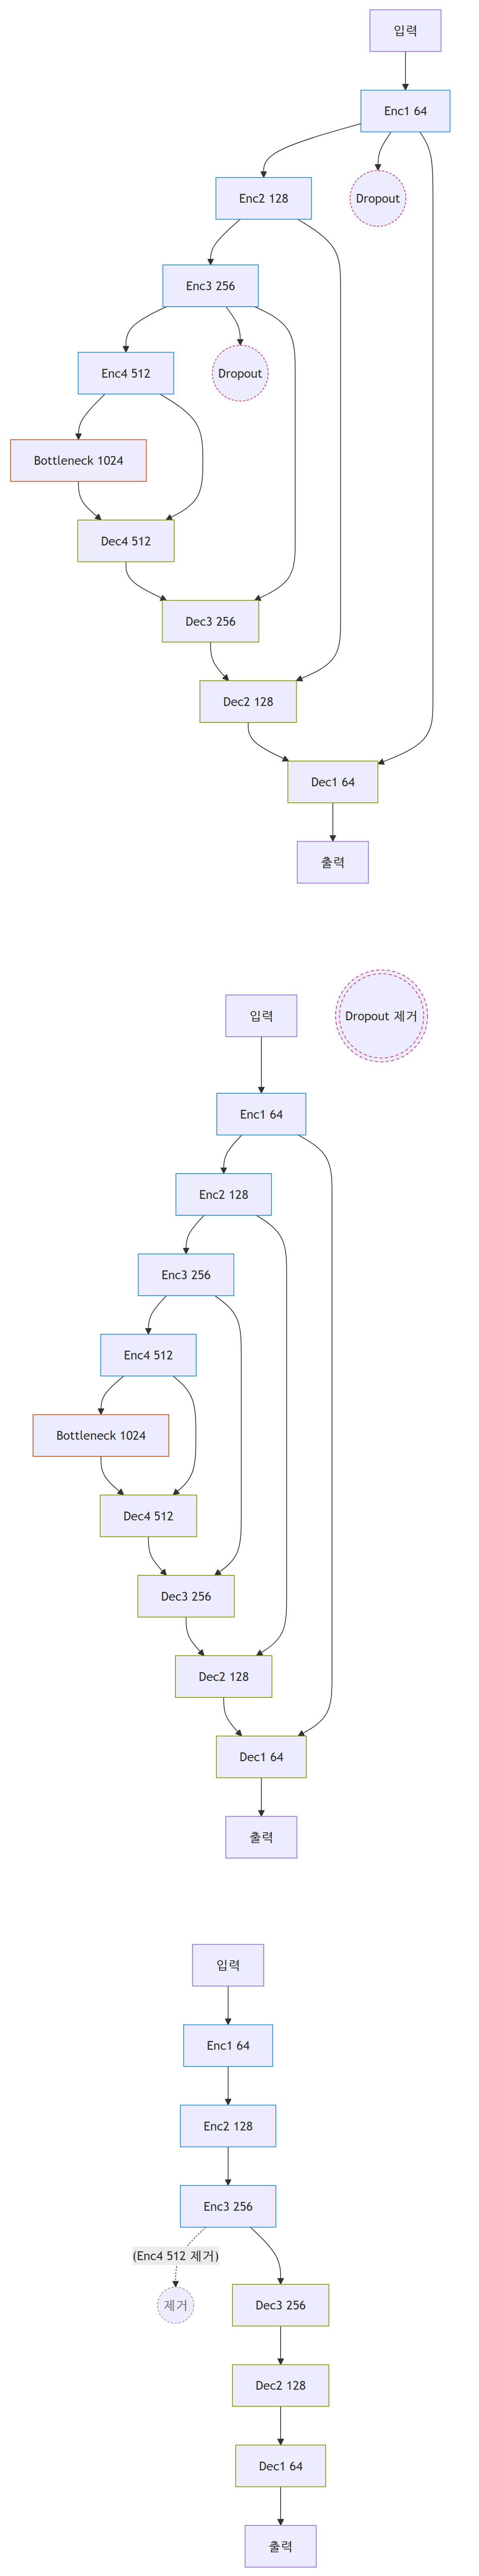 입력
Enc1 64
Enc2 128
Dropout
Enc3 256
Enc4 512
Dropout
Bottleneck 1024
Dec4 512
Dec3 256
Dec2 128
Dec1 64
출력
입력
Dropout 제거
Enc1 64
Enc2 128
Enc3 256
Enc4 512
Bottleneck 1024
Dec4 512
Dec3 256
Dec2 128
Dec1 64
출력
입력
Enc1 64
Enc2 128
Enc3 256
(Enc4 512 제거)
제거
Dec3 256
Dec2 128
Dec1 64
출력